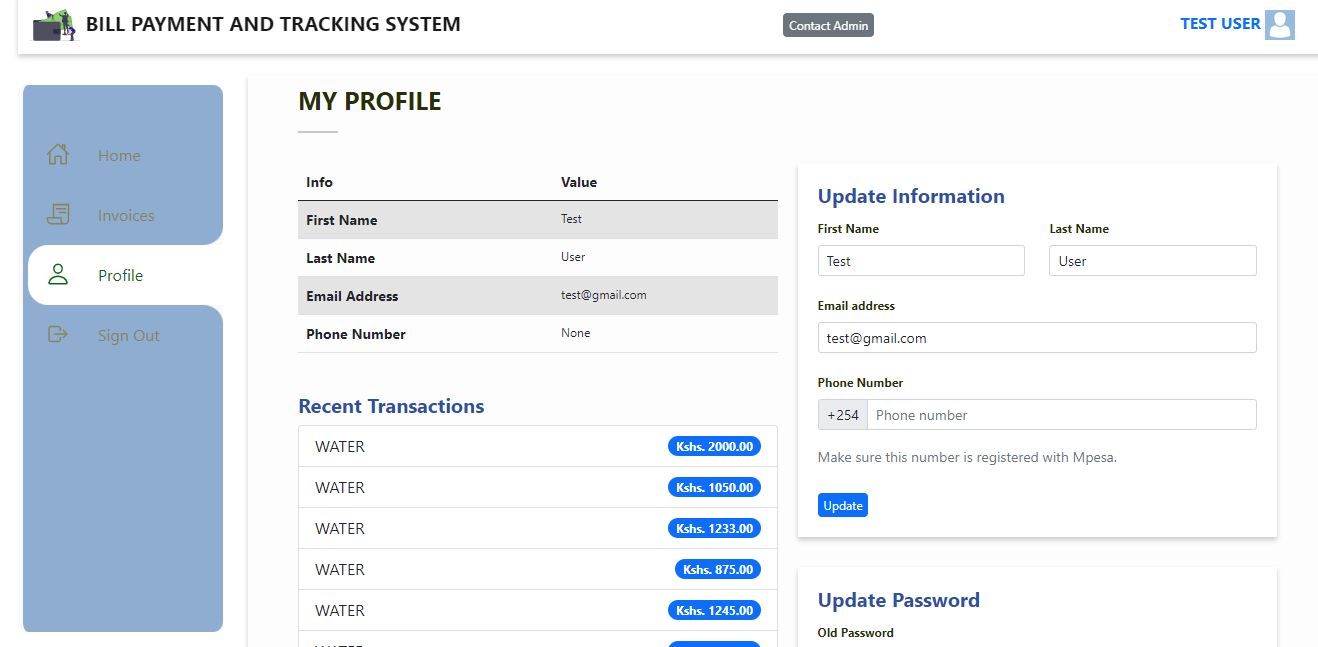 BILL PAYMENT AND TRACKING SYSTEM
Contact Admin
TEST USER
Home
Invoices
Profile
Sign Out
MY PROFILE
Info Value
First Name Test
Last Name User
Email Address test@gmail.com
Phone Number None
Recent Transactions
WATER Kshs. 2000.00
WATER Kshs. 1050.00
WATER Kshs. 1233.00
WATER Kshs. 875.00
WATER Kshs. 1245.00
Update Information
First Name Last Name
Test User
Email address
test@gmail.com
Phone Number
+254 Phone number
Make sure this number is registered with Mpesa.
Update
Update Password
Old Password